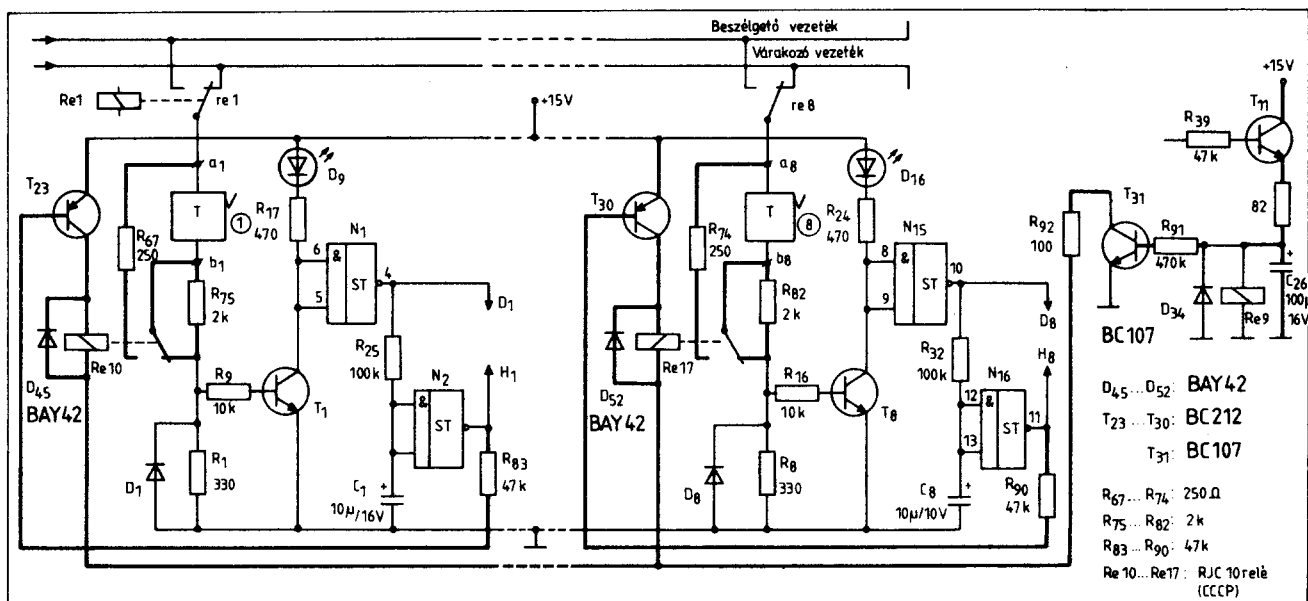 Beszélgető vezeték
Várakozó vezeték
Re1
re 1
re 8
+15V
+15V
T11
R39
47k
82
T23
a1
T
1
b1
R67
250
R75
2k
D9
R17
470
N1
6
&
5
ST
4
D1
R25
100k
N2
&
ST
H1
R83
47k
C1
+
10µ/16V
D45
BAY42
Re10
R9
10k
T1
D1
R1
330
T30
a8
T
8
b8
R74
250
R82
2k
D16
R24
470
N15
8
&
9
ST
10
D8
R32
100k
N16
12
&
13
ST
11
H8
R90
47k
C8
+
10µ/10V
D52
BAY42
Re17
R16
10k
T8
D8
R8
330
R92
100
T31
BC107
R91
470k
D34
Re9
+
C26
100µ
16V
D45...D52: BAY42
T23...T30: BC212
T31: BC107
R67...R74: 250Ω
R75...R82: 2k
R83...R90: 47k
Re10...Re17: RJC 10 relè
(CCCP)